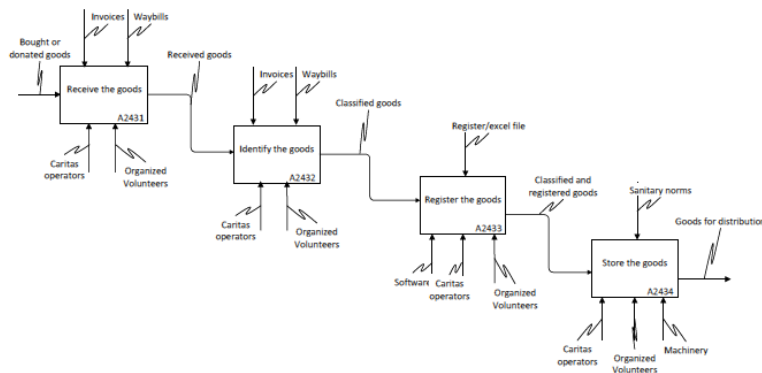 Invoices
Waybills
Bought or
donated goods
Received goods
Receive the goods
A2431
Invoices
Waybills
Classified goods
Identify the goods
A2432
Caritas
operators
Organized
Volunteers
Register/excel file
Register the goods
A2433
Classified and
registered goods
Caritas
operators
Organized
Volunteers
Sanitary norms
Goods for distribution
Store the goods
A2434
Software
Caritas
operators
Organized
Volunteers
Caritas
operators
Organized
Volunteers
Machinery